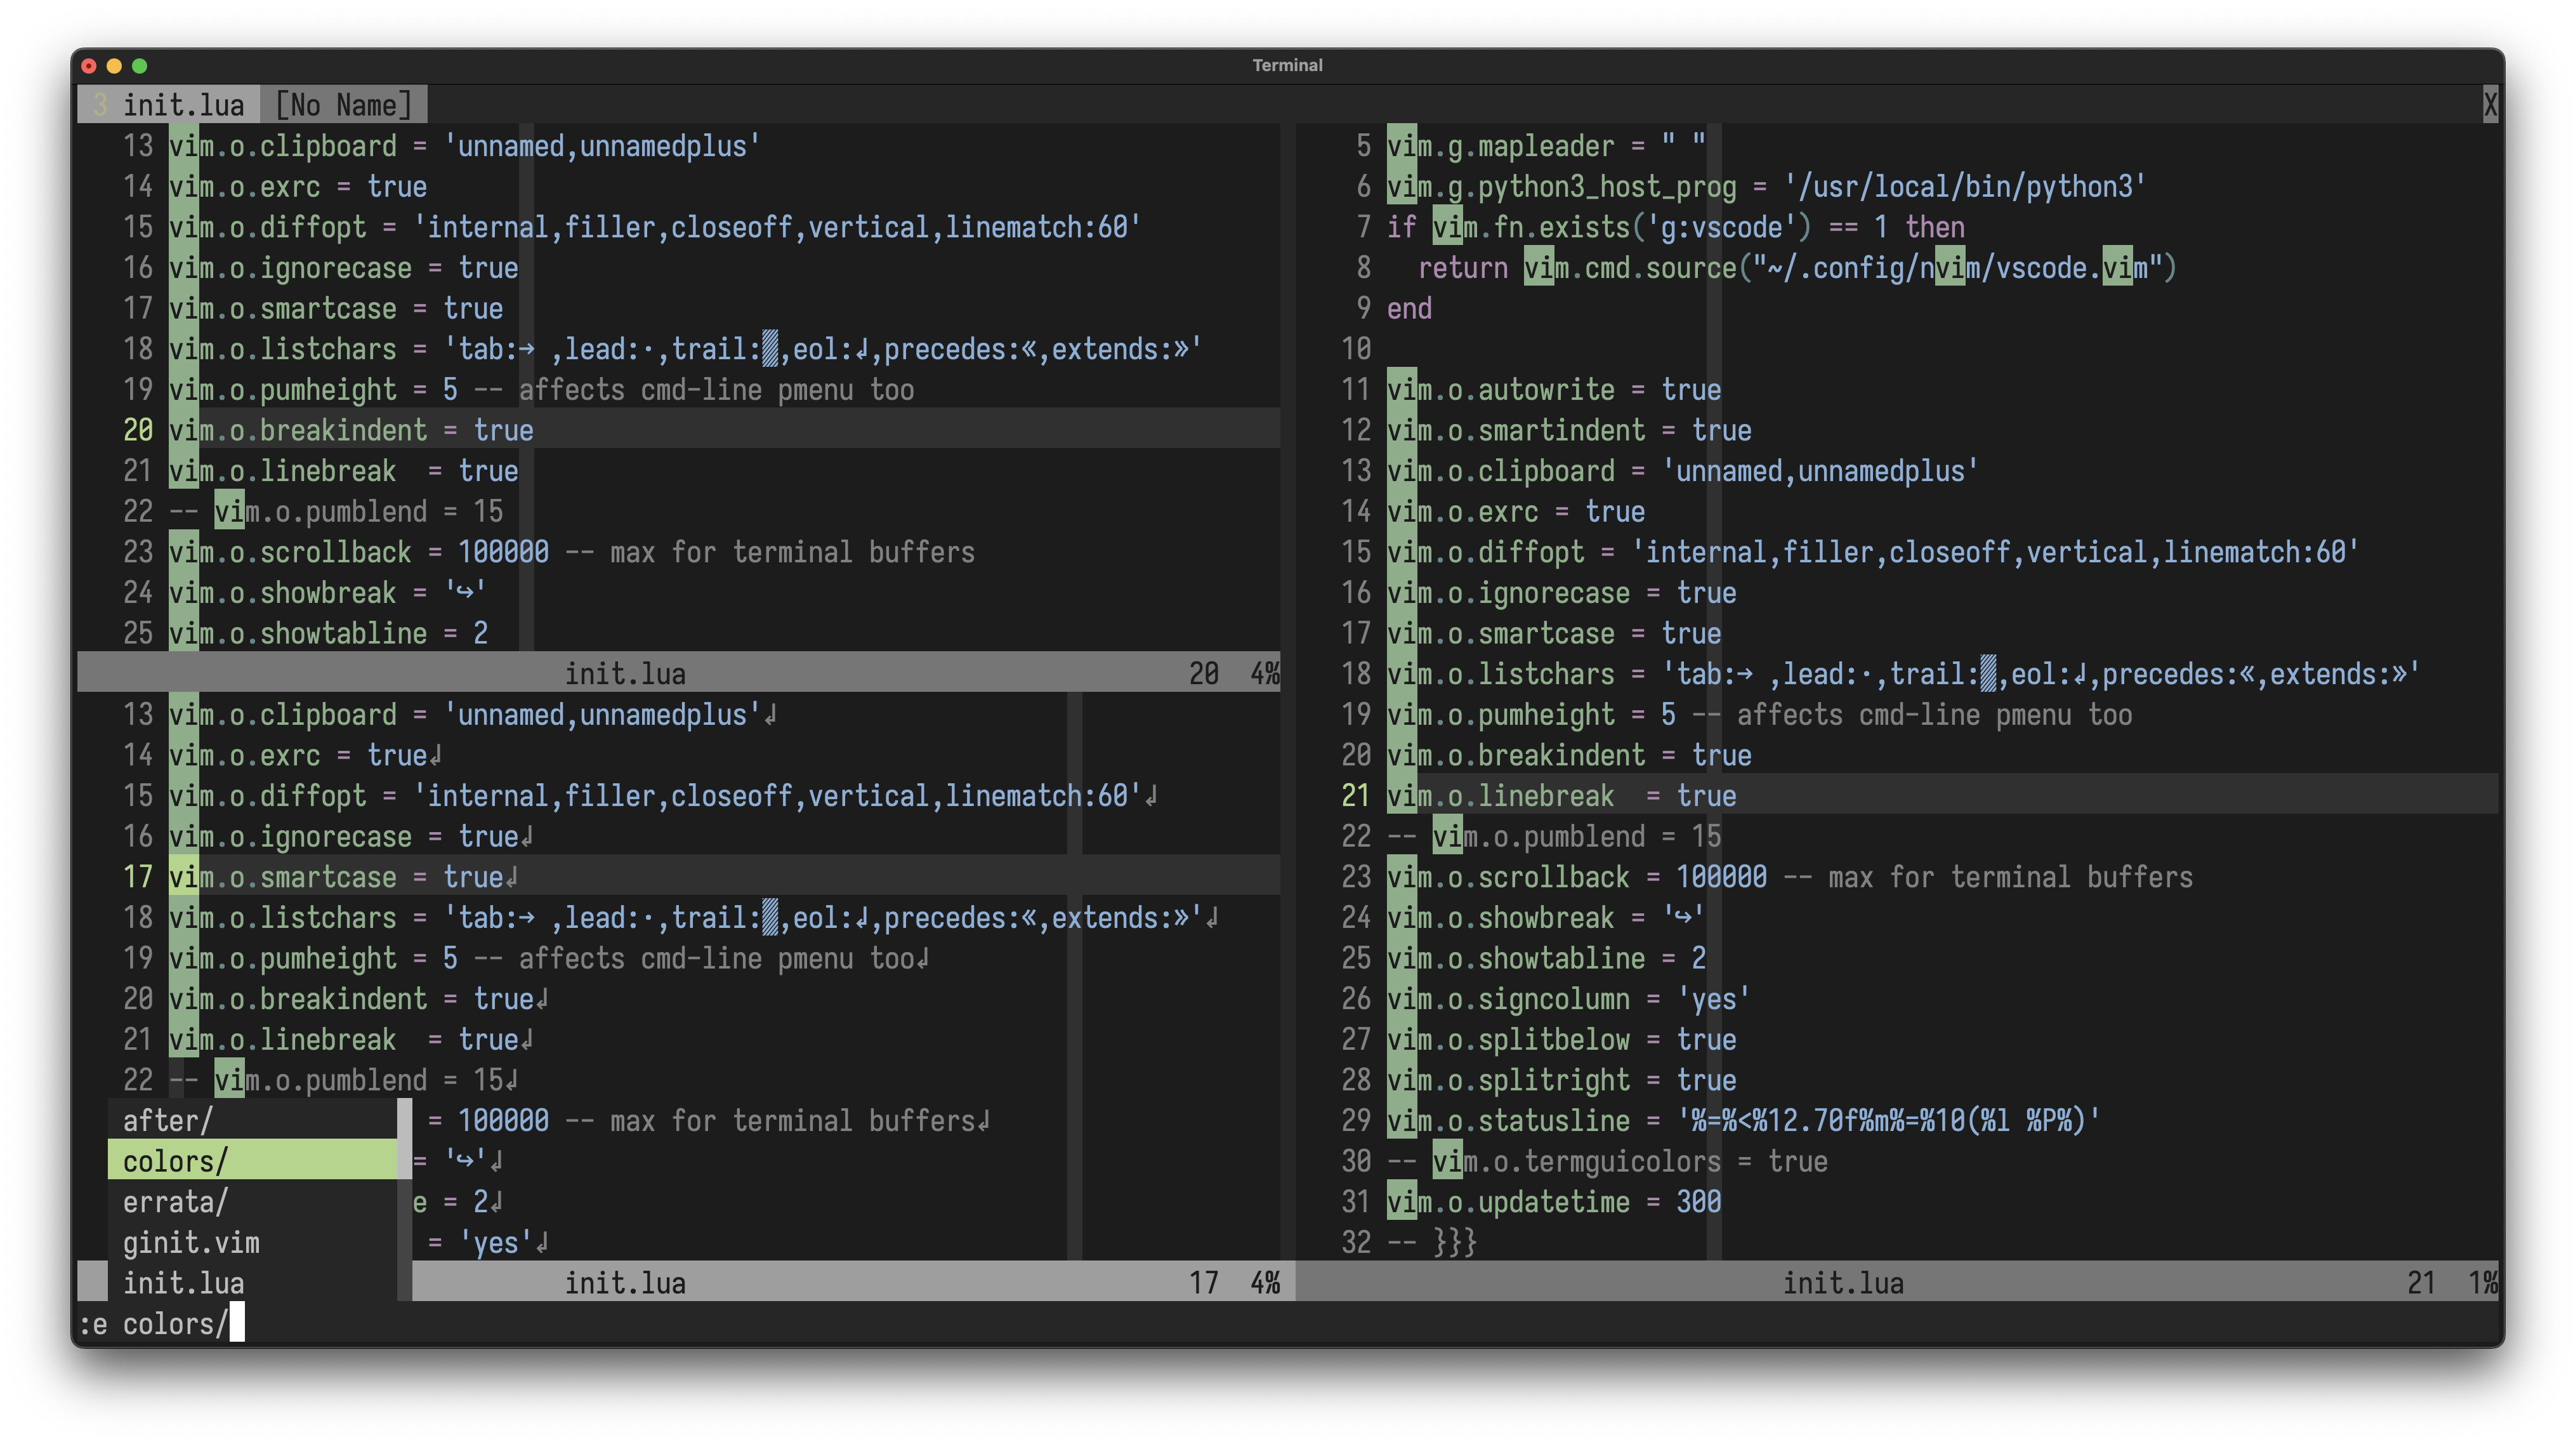 Terminal
3 init.lua [No Name] X
13 vim.o.clipboard = 'unnamed,unnamedplus'
14 vim.o.exrc = true
15 vim.o.diffopt = 'internal,filler,closeoff,vertical,linematch:60'
16 vim.o.ignorecase = true
17 vim.o.smartcase = true
18 vim.o.listchars = 'tab:→ ,lead:·,trail:▒,eol:↲,precedes:«,extends:»'
19 vim.o.pumheight = 5 -- affects cmd-line pmenu too
20 vim.o.breakindent = true
21 vim.o.linebreak  = true
22 -- vim.o.pumblend = 15
23 vim.o.scrollback = 100000 -- max for terminal buffers
24 vim.o.showbreak = '↪'
25 vim.o.showtabline = 2
init.lua 20 4%
13 vim.o.clipboard = 'unnamed,unnamedplus'↲
14 vim.o.exrc = true↲
15 vim.o.diffopt = 'internal,filler,closeoff,vertical,linematch:60'↲
16 vim.o.ignorecase = true↲
17 vim.o.smartcase = true↲
18 vim.o.listchars = 'tab:→ ,lead:·,trail:▒,eol:↲,precedes:«,extends:»'↲
19 vim.o.pumheight = 5 -- affects cmd-line pmenu too↲
20 vim.o.breakindent = true↲
21 vim.o.linebreak  = true↲
22 -- vim.o.pumblend = 15↲
after/ = 100000 -- max for terminal buffers↲
colors/ = '↪'↲
errata/ e = 2↲
ginit.vim = 'yes'↲
init.lua init.lua 17 4%
5 vim.g.mapleader = " "
6 vim.g.python3_host_prog = '/usr/local/bin/python3'
7 if vim.fn.exists('g:vscode') == 1 then
8   return vim.cmd.source("~/.config/nvim/vscode.vim")
9 end
10
11 vim.o.autowrite = true
12 vim.o.smartindent = true
13 vim.o.clipboard = 'unnamed,unnamedplus'
14 vim.o.exrc = true
15 vim.o.diffopt = 'internal,filler,closeoff,vertical,linematch:60'
16 vim.o.ignorecase = true
17 vim.o.smartcase = true
18 vim.o.listchars = 'tab:→ ,lead:·,trail:▒,eol:↲,precedes:«,extends:»'
19 vim.o.pumheight = 5 -- affects cmd-line pmenu too
20 vim.o.breakindent = true
21 vim.o.linebreak  = true
22 -- vim.o.pumblend = 15
23 vim.o.scrollback = 100000 -- max for terminal buffers
24 vim.o.showbreak = '↪'
25 vim.o.showtabline = 2
26 vim.o.signcolumn = 'yes'
27 vim.o.splitbelow = true
28 vim.o.splitright = true
29 vim.o.statusline = '%=%<%12.70f%m%=%10(%l %P%)'
30 -- vim.o.termguicolors = true
31 vim.o.updatetime = 300
32 -- }}}
init.lua 21 1%
:e colors/